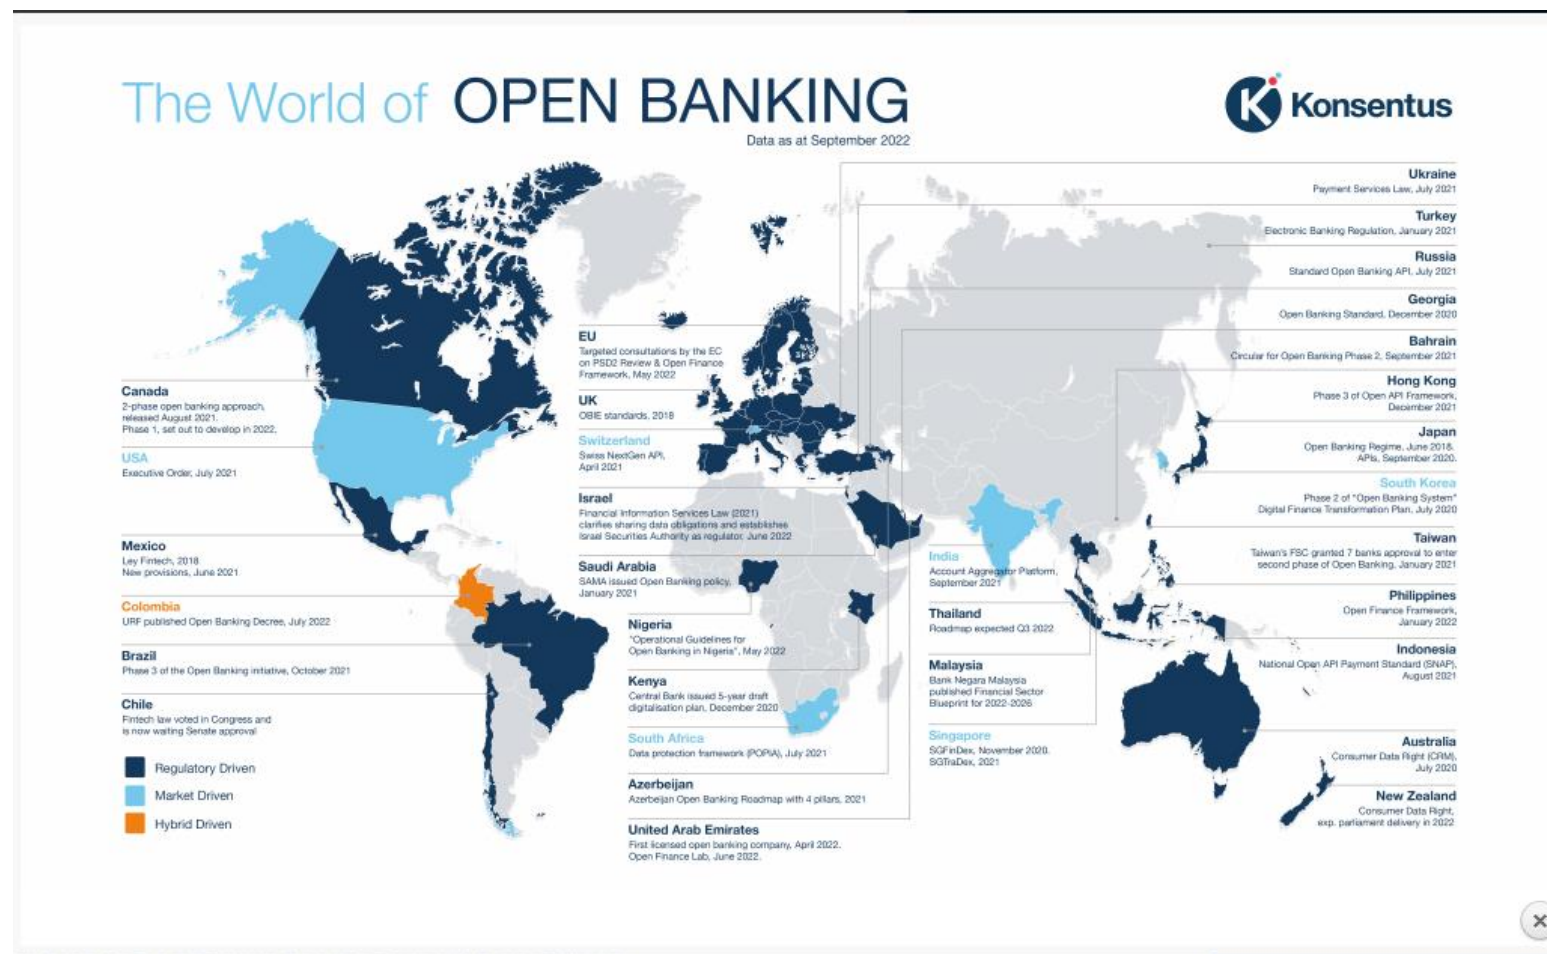 The World of OPEN BANKING
Data as at September 2022
Konsentus
Canada
2-phase open banking approach,
released August 2021.
Phase 1, set out to develop in 2022.
USA
Executive Order, July 2021
Mexico
Ley Fintech, 2018
New provisions, June 2021
Colombia
URF published Open Banking Decree, July 2022
Brazil
Phase 3 of the Open Banking initiative, October 2021
Chile
Fintech law voted in Congress and
is now waiting Senate approval
Regulatory Driven
Market Driven
Hybrid Driven
EU
Targeted consultations by the EC
on PSD2 Review & Open Finance
Framework, May 2022
UK
OBIE standards, 2018
Switzerland
Swiss NextGen API,
April 2021
Israel
Financial Information Services Law (2021)
clarifies sharing data obligations and establishes
Israel Securities Authority as regulator, June 2022
Saudi Arabia
SAMA issued Open Banking policy,
January 2021
Nigeria
"Operational Guidelines for
Open Banking in Nigeria", May 2022
Kenya
Central Bank issued 5-year draft
digitalisation plan, December 2020
South Africa
Data protection framework (POPIA), July 2021
Azerbeijan
Azerbeijan Open Banking Roadmap with 4 pillars, 2021
United Arab Emirates
First licensed open banking company, April 2022.
Open Finance Lab, June 2022.
India
Account Aggregator Platform,
September 2021
Thailand
Roadmap expected Q3 2022
Malaysia
Bank Negara Malaysia
published Financial Sector
Blueprint for 2022-2026
Singapore
SGFinDex, November 2020.
SGTraDex, 2021
Ukraine
Payment Services Law, July 2021
Turkey
Electronic Banking Regulation, January 2021
Russia
Standard Open Banking API, July 2021
Georgia
Open Banking Standard, December 2020
Bahrain
Circular for Open Banking Phase 2, September 2021
Hong Kong
Phase 3 of Open API Framework,
December 2021
Japan
Open Banking Regime, June 2018.
APIs, September 2020.
South Korea
Phase 2 of "Open Banking System"
Digital Finance Transformation Plan, July 2020
Taiwan
Taiwan's FSC granted 7 banks approval to enter
second phase of Open Banking, January 2021
Philippines
Open Finance Framework,
January 2022
Indonesia
National Open API Payment Standard (SNAP),
August 2021
Australia
Consumer Data Right (CRM),
July 2020
New Zealand
Consumer Data Right,
exp. parliament delivery in 2022